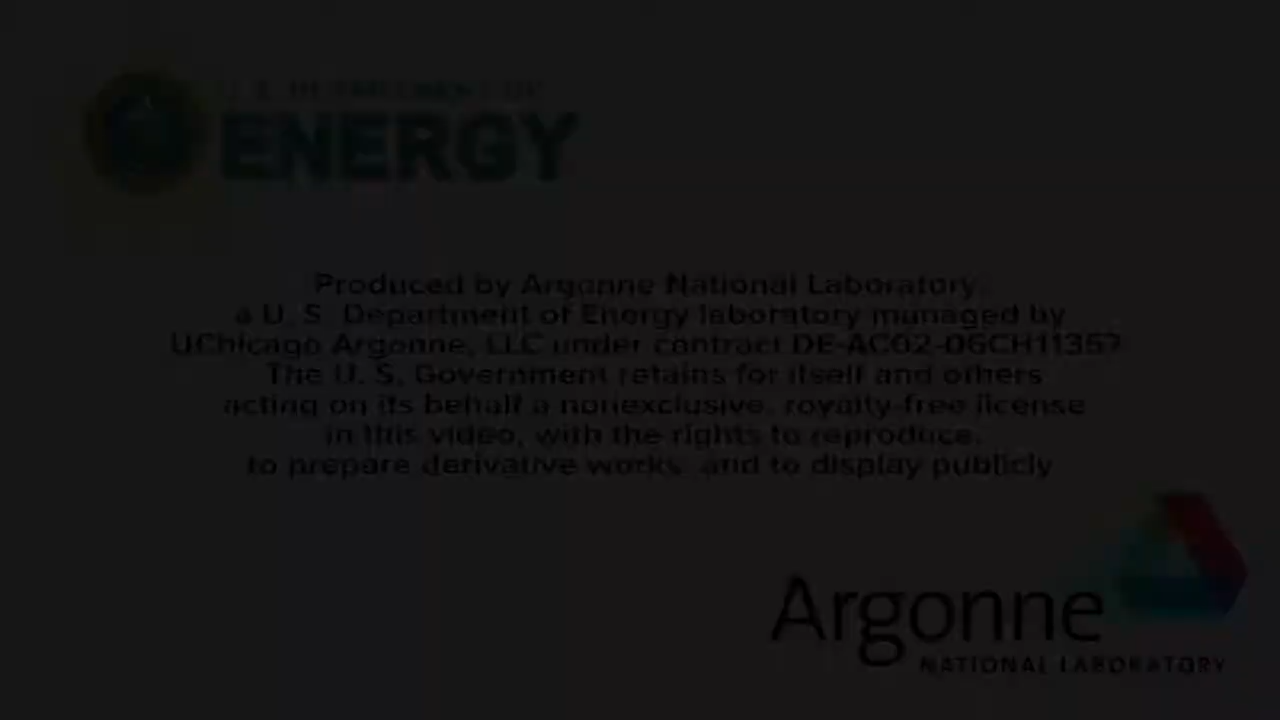 U. S. DEPARTMENT OF
ENERGY
Produced by Argonne National Laboratory,
a U. S. Department of Energy laboratory managed by
UChicago Argonne, LLC under contract DE-AC02-06CH11357
The U. S. Government retains for itself and others
acting on its behalf a nonexclusive, royalty-free license
in this video, with the rights to reproduce,
to prepare derivative works, and to display publicly
Argonne
NATIONAL LABORATORY